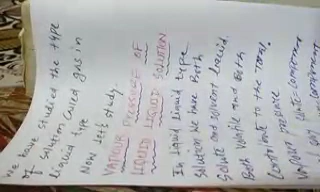 We have studied the type
of solution called gas in
liquid type
Now let's study.
VAPOUR PRESSURE OF
LIQUID LIQUID SOLUTION
In liquid liquid type
solution we have Both
solute and solvent liquid.
Both volatile and Both
contribute to the total
vapour pressure